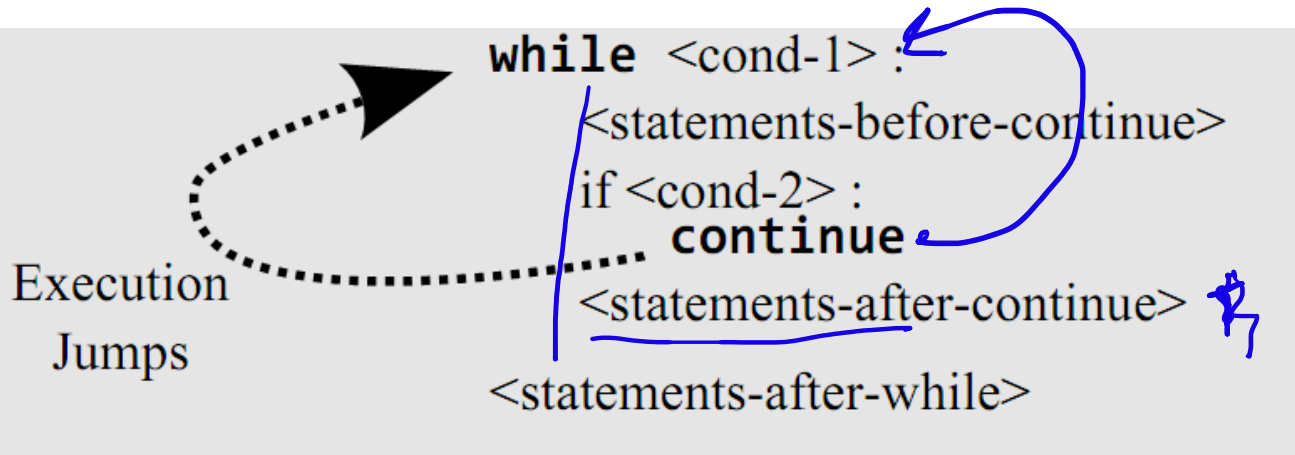 while <cond-1> :
<statements-before-continue>
if <cond-2> :
continue
<statements-after-continue>
<statements-after-while>
Execution
Jumps